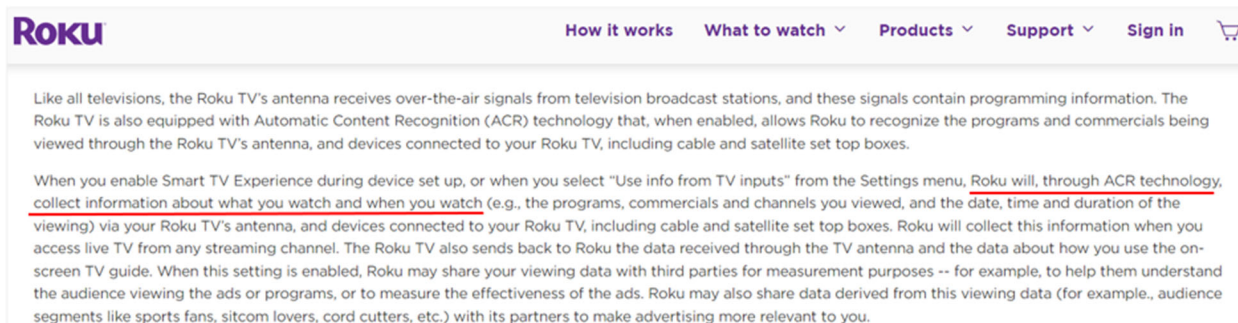 Roku
How it works What to watch Products Support Sign in
Like all televisions, the Roku TV's antenna receives over-the-air signals from television broadcast stations, and these signals contain programming information. The
Roku TV is also equipped with Automatic Content Recognition (ACR) technology that, when enabled, allows Roku to recognize the programs and commercials being
viewed through the Roku TV's antenna, and devices connected to your Roku TV, including cable and satellite set top boxes.
When you enable Smart TV Experience during device set up, or when you select “Use info from TV inputs” from the Settings menu, Roku will, through ACR technology,
collect information about what you watch and when you watch (e.g., the programs, commercials and channels you viewed, and the date, time and duration of the
viewing) via your Roku TV's antenna, and devices connected to your Roku TV, including cable and satellite set top boxes. Roku will collect this information when you
access live TV from any streaming channel. The Roku TV also sends back to Roku the data received through the TV antenna and the data about how you use the on-
screen TV guide. When this setting is enabled, Roku may share your viewing data with third parties for measurement purposes -- for example, to help them understand
the audience viewing the ads or programs, or to measure the effectiveness of the ads. Roku may also share data derived from this viewing data (for example., audience
segments like sports fans, sitcom lovers, cord cutters, etc.) with its partners to make advertising more relevant to you.